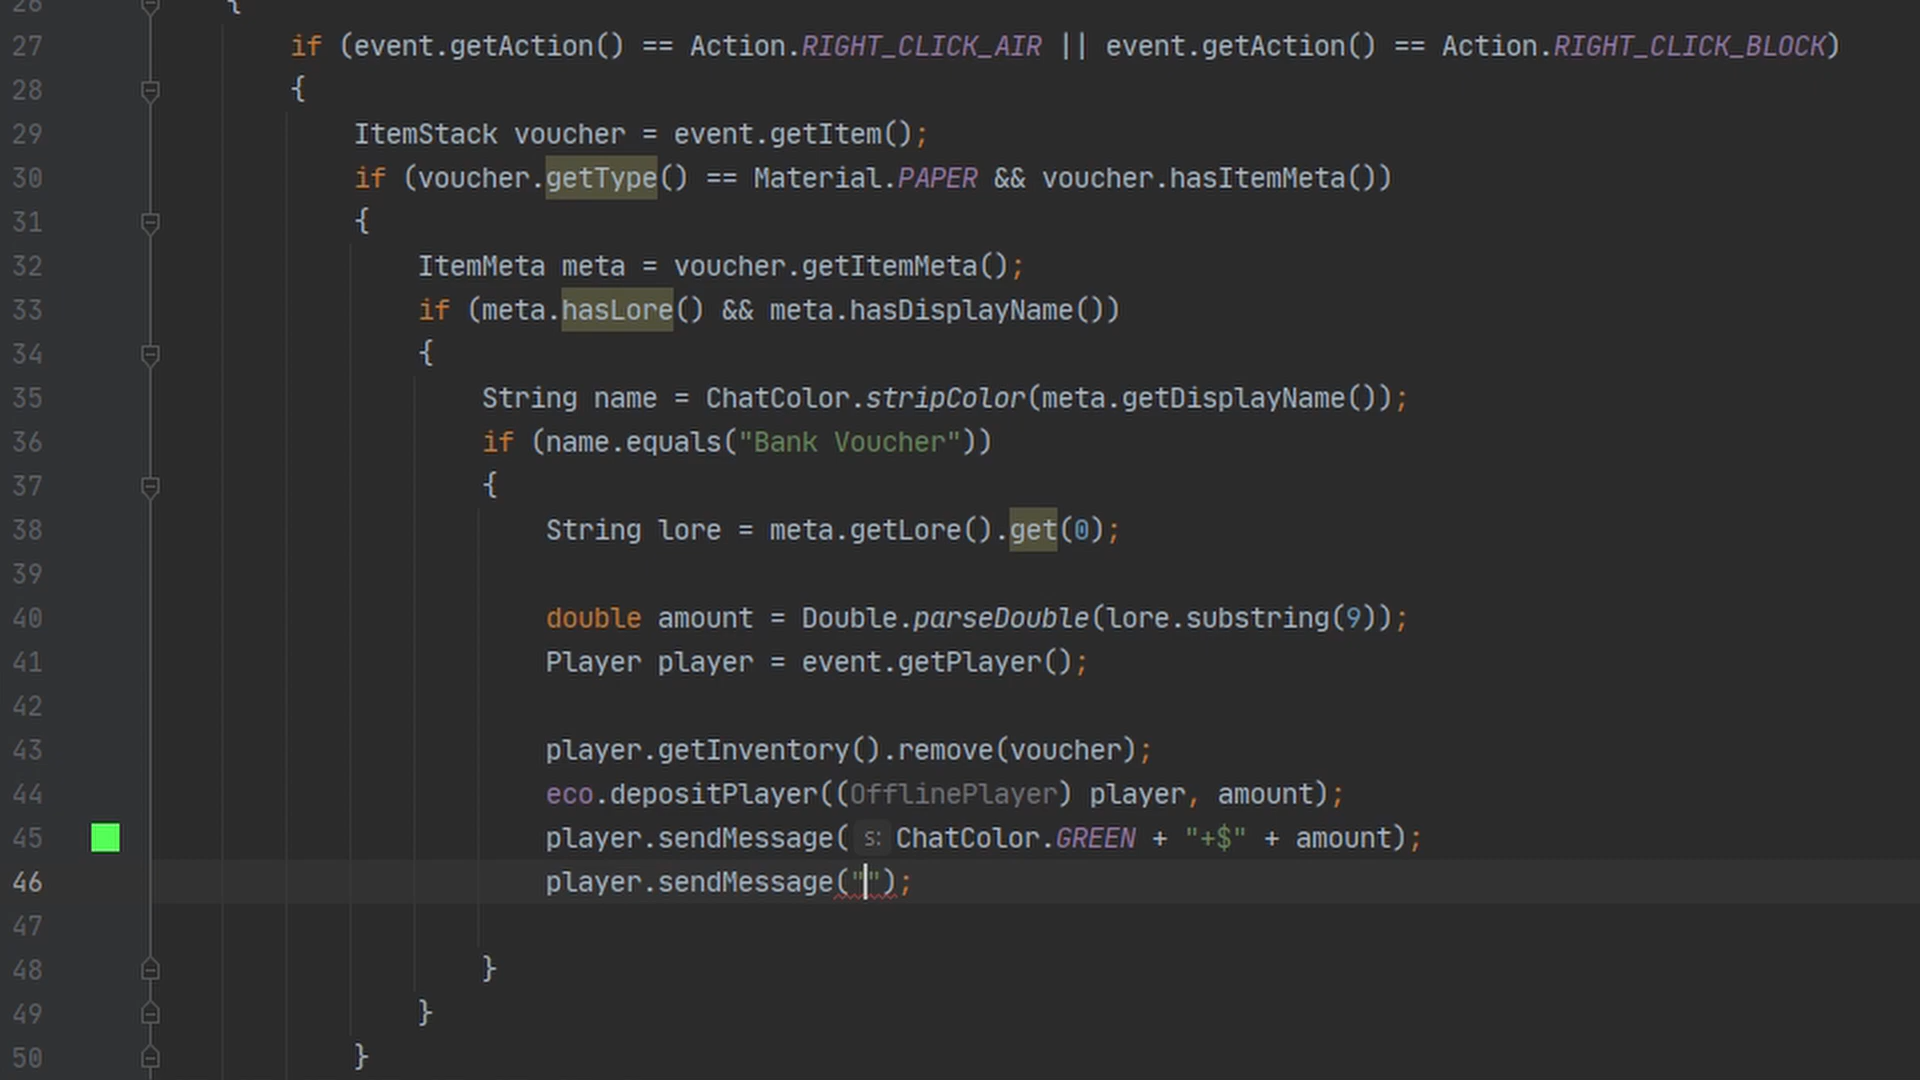 26 {
27 if (event.getAction() == Action.RIGHT_CLICK_AIR || event.getAction() == Action.RIGHT_CLICK_BLOCK)
28 {
29 ItemStack voucher = event.getItem();
30 if (voucher.getType() == Material.PAPER && voucher.hasItemMeta())
31 {
32 ItemMeta meta = voucher.getItemMeta();
33 if (meta.hasLore() && meta.hasDisplayName())
34 {
35 String name = ChatColor.stripColor(meta.getDisplayName());
36 if (name.equals("Bank Voucher"))
37 {
38 String lore = meta.getLore().get(0);
39
40 double amount = Double.parseDouble(lore.substring(9));
41 Player player = event.getPlayer();
42
43 player.getInventory().remove(voucher);
44 eco.depositPlayer((OfflinePlayer) player, amount);
45 player.sendMessage( s: ChatColor.GREEN + "+$" + amount);
46 player.sendMessage("");
47
48 }
49 }
50 }